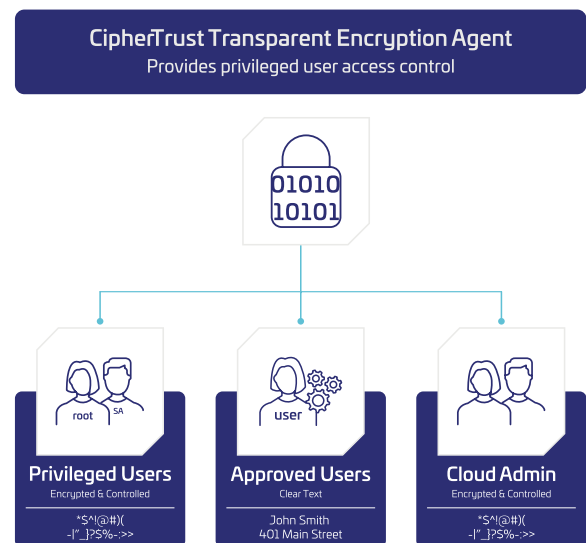 CipherTrust Transparent Encryption Agent
Provides privileged user access control
01010
10101
root
SA
user
Privileged Users
Encrypted & Controlled
*$^!@#)(
-|"_}?$%-:>>
Approved Users
Clear Text
John Smith
401 Main Street
Cloud Admin
Encrypted & Controlled
*$^!@#)(
-|"_}?$%-:>>